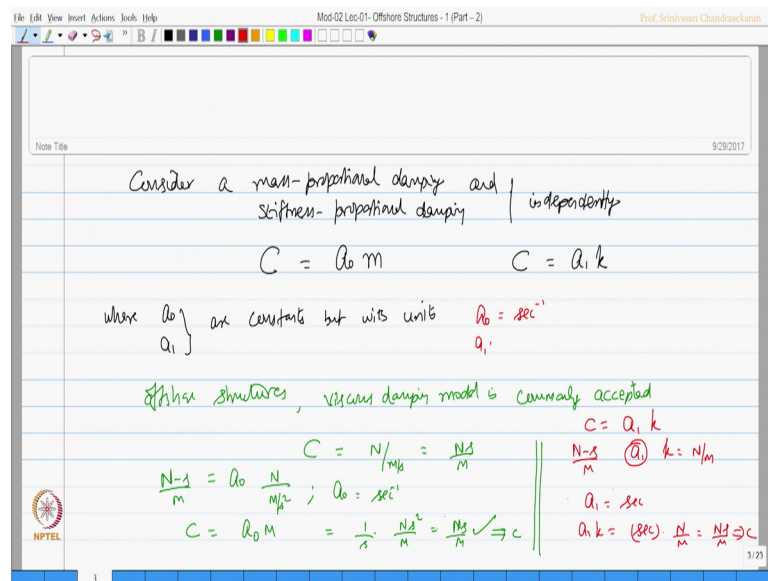 File Edit View Insert Actions Tools Help
Mod-02 Lec-01- Offshore Structures - 1 (Part – 2)
Prof. Srinivasan Chandrasekaran
B I
Note Title
9/29/2017
Consider a mass-proportional damping and
stiffness-proportional damping | independently
C = a₀ m C = a₁ k
where a₀ } are constants but with units a₀ = sec⁻¹
a₁ } a₁ .
offshore structures, viscous damping model is commonly accepted
C = N/m/s = Ns/m
N-s/m = a₀ N/m/s² ; a₀ = sec⁻¹
C = a₀ M = 1/s . Ns²/M = Ns/M ✓ ⇒ c
C = a₁ k
N-s/M a₁ k = N/M
a₁ = sec
a₁ k = (sec) . N/M = Ns/M ⇒ C
NPTEL
3/23
3